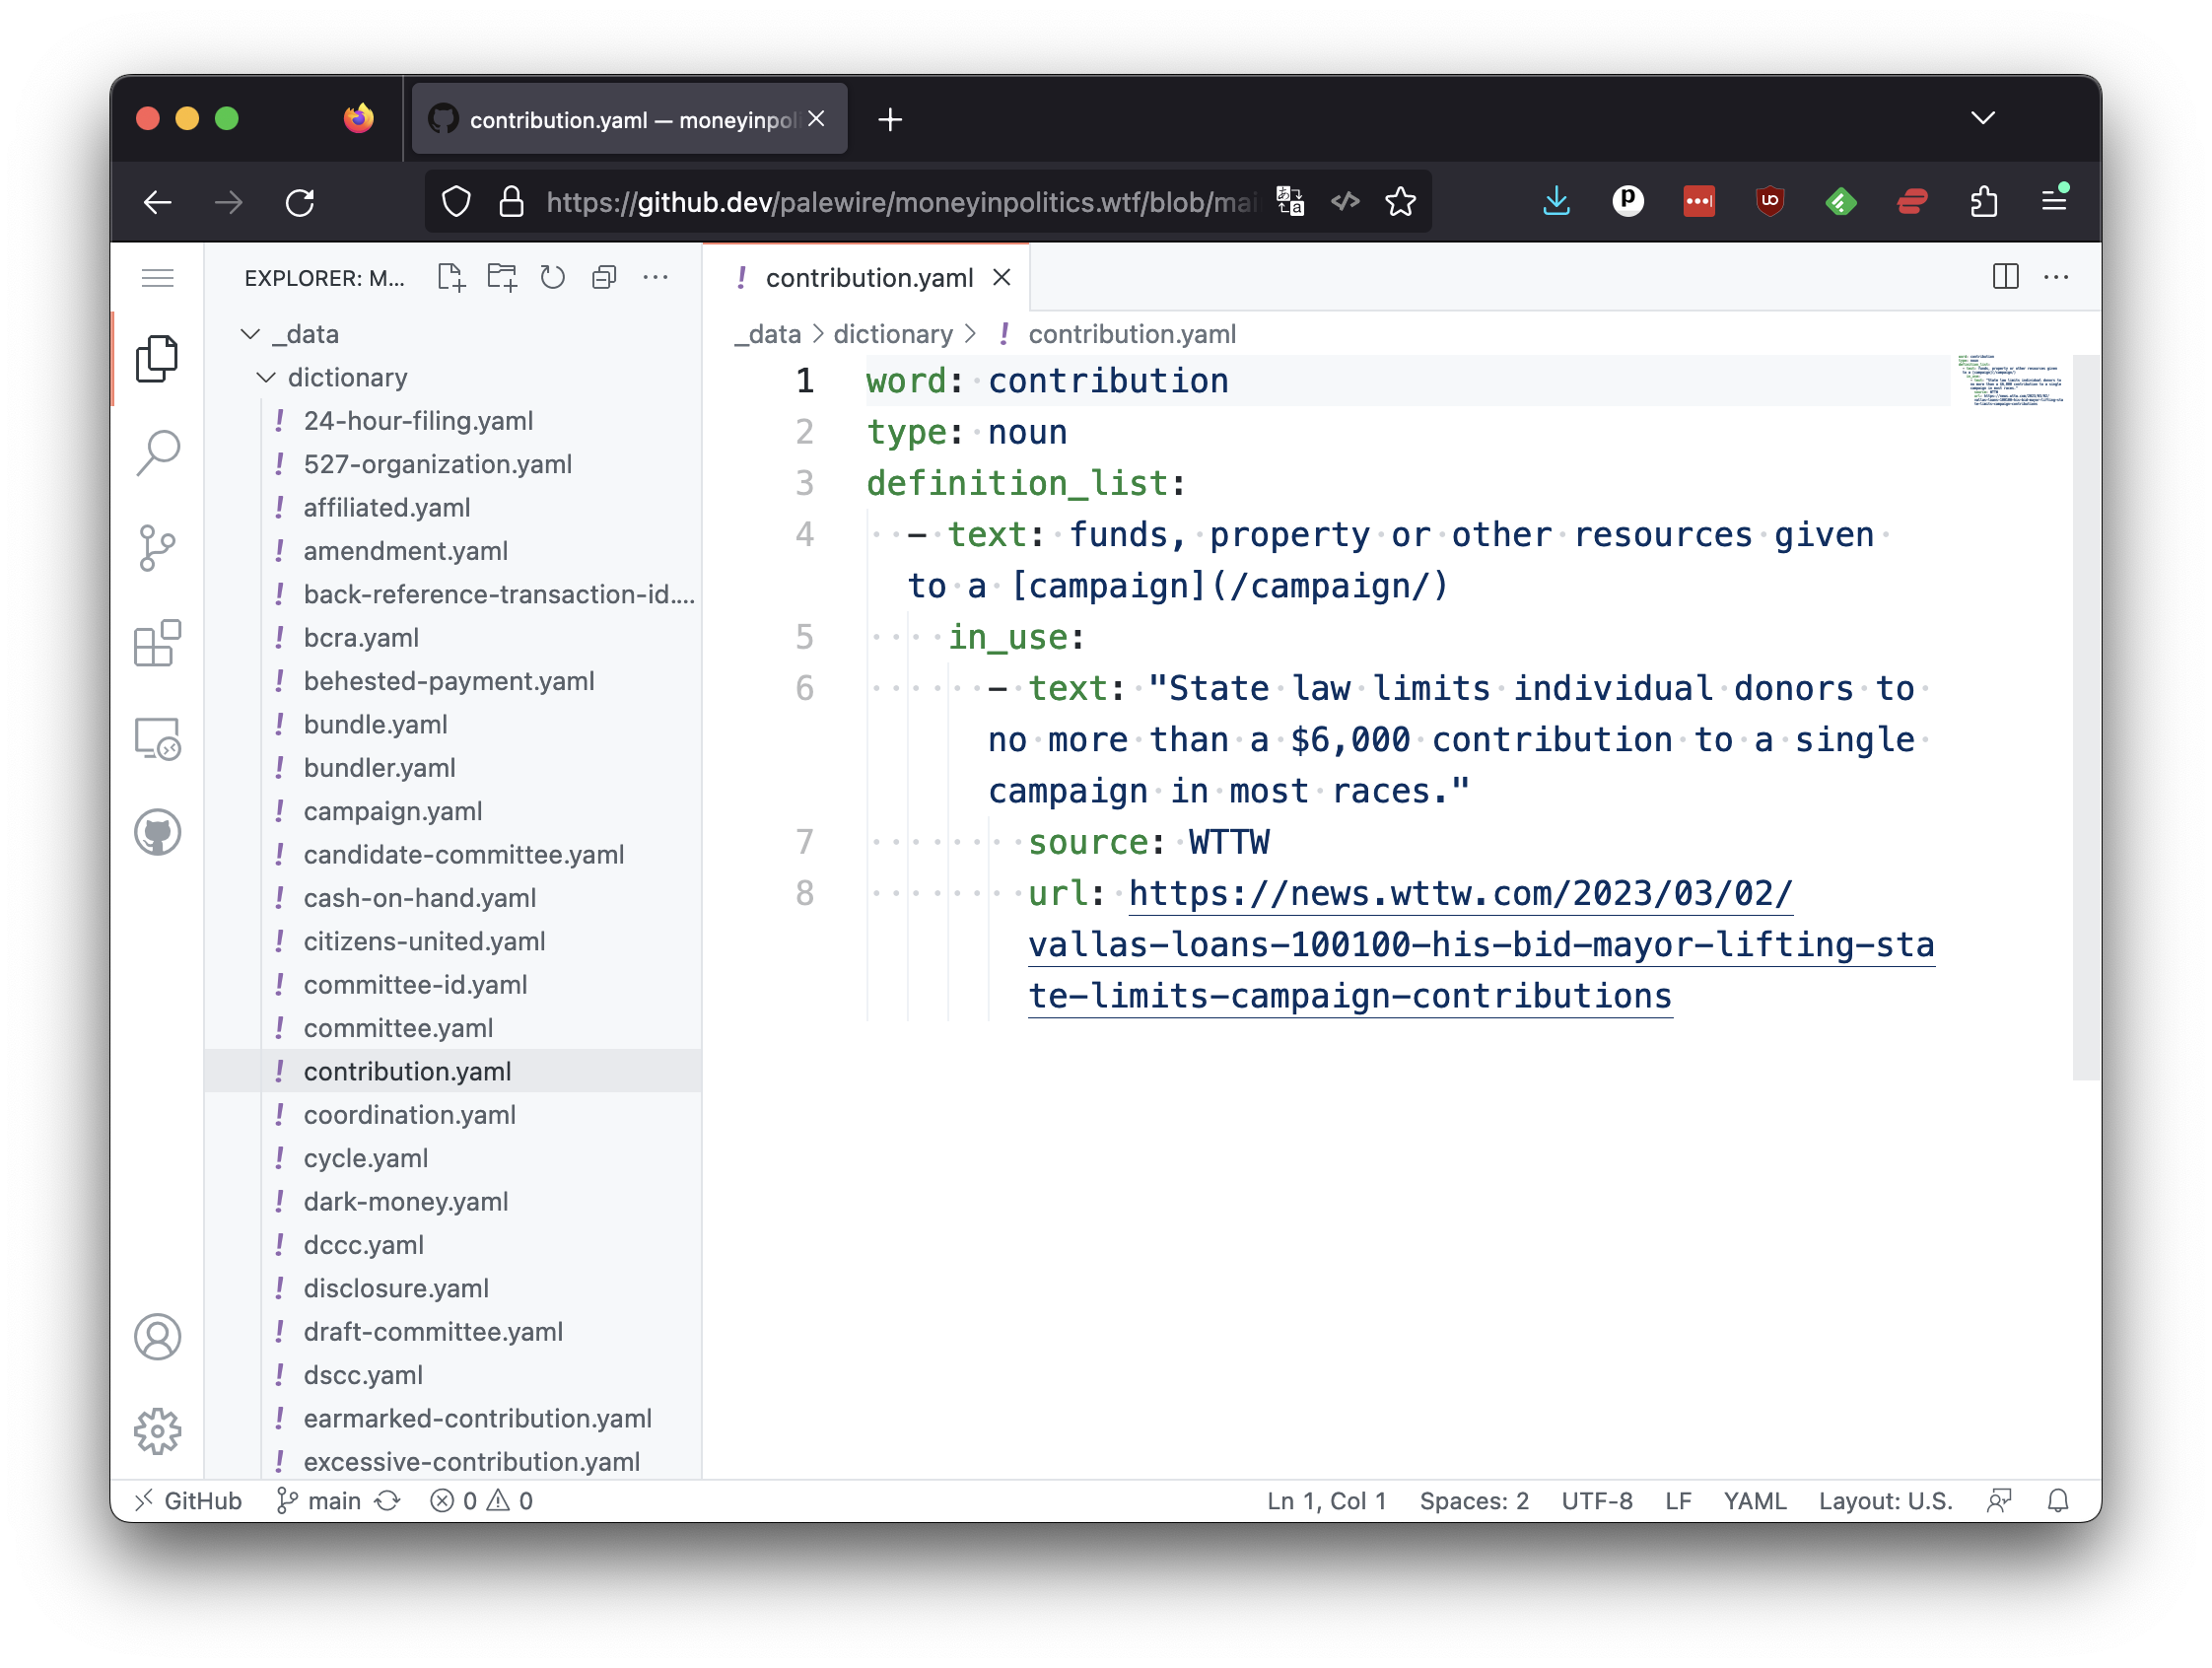 contribution.yaml — moneyinpoli
https://github.dev/palewire/moneyinpolitics.wtf/blob/mai
EXPLORER: M...
_data
dictionary
24-hour-filing.yaml
527-organization.yaml
affiliated.yaml
amendment.yaml
back-reference-transaction-id....
bcra.yaml
behested-payment.yaml
bundle.yaml
bundler.yaml
campaign.yaml
candidate-committee.yaml
cash-on-hand.yaml
citizens-united.yaml
committee-id.yaml
committee.yaml
contribution.yaml
coordination.yaml
cycle.yaml
dark-money.yaml
dccc.yaml
disclosure.yaml
draft-committee.yaml
dscc.yaml
earmarked-contribution.yaml
excessive-contribution.yaml
contribution.yaml
_data > dictionary > ! contribution.yaml
1 word: contribution
2 type: noun
3 definition_list:
4 - text: funds, property or other resources given
to a [campaign](/campaign/)
5 in_use:
6 - text: "State law limits individual donors to
no more than a $6,000 contribution to a single
campaign in most races."
7 source: WTTW
8 url: https://news.wttw.com/2023/03/02/
vallas-loans-100100-his-bid-mayor-lifting-sta
te-limits-campaign-contributions
GitHub main 0 0 Ln 1, Col 1 Spaces: 2 UTF-8 LF YAML Layout: U.S.